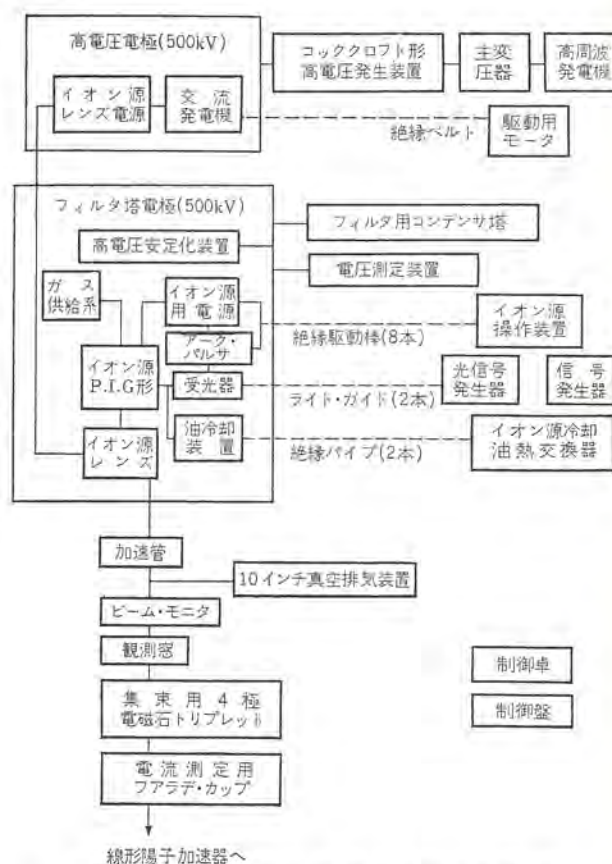 高電圧電極(500kV)
コッククロフト形
高電圧発生装置
主変
圧器
高周波
発電機
イオン源
レンズ電源
交流
発電機
絶縁ベルト
駆動用
モータ
フィルタ塔電極(500kV)
フィルタ用コンデンサ塔
高電圧安定化装置
電圧測定装置
ガス
供給系
イオン源
用電源
イオン源
操作装置
絶縁駆動棒(8本)
アーク・
パルサ
イオン源
P.I.G形
受光器
光信号
発生器
信号
発生器
ライト・ガイド(2本)
イオン源
レンズ
油冷却
装置
イオン源冷却
油熱交換器
絶縁パイプ(2本)
加速管
10インチ真空排気装置
ビーム・モニタ
観測窓
制御卓
集束用4極
電磁石トリプレット
制御盤
電流測定用
フアラデ・カップ
線形陽子加速器へ